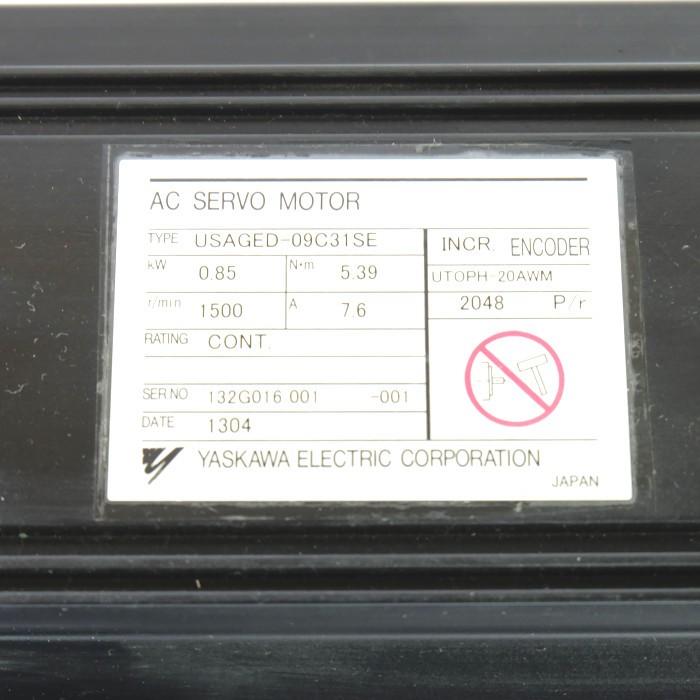 AC SERVO MOTOR
TYPE USAGED-09C31SE
kW 0.85 N·m 5.39
r/min 1500 A 7.6
RATING CONT.
SER.NO 132G016 001 -001
DATE 1304
INCR. ENCODER
UTOPH-20AWM
2048 P/r
YASKAWA ELECTRIC CORPORATION
JAPAN